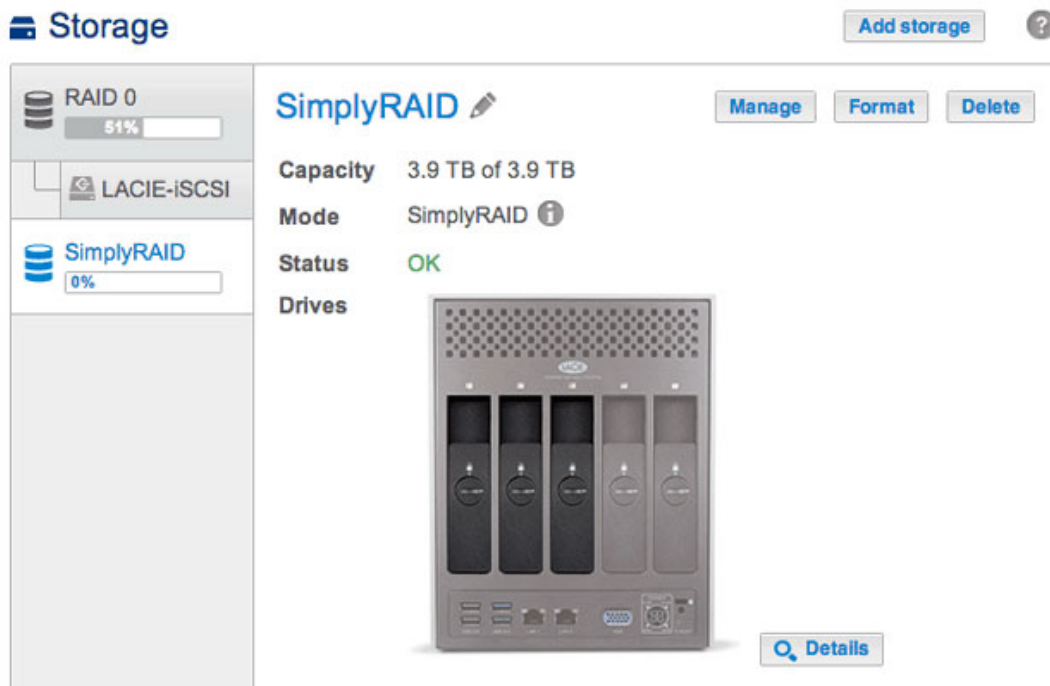 Storage
Add storage
?
RAID 0
51%
LACIE-iSCSI
SimplyRAID
0%
SimplyRAID
Manage
Format
Delete
Capacity 3.9 TB of 3.9 TB
Mode SimplyRAID i
Status OK
Drives
LACIE
Details